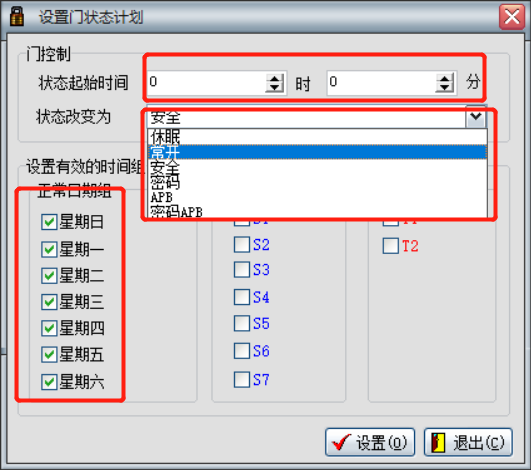 设置门状态计划
门控制
状态起始时间 0 时 0 分
状态改变为 安全
休眠
常开
安全
密码
APB
密码APB
设置有效的时间组
正常日期组
星期日
星期一
星期二
星期三
星期四
星期五
星期六
S2
S3
S4
S5
S6
S7
T2
设置(O)
退出(C)